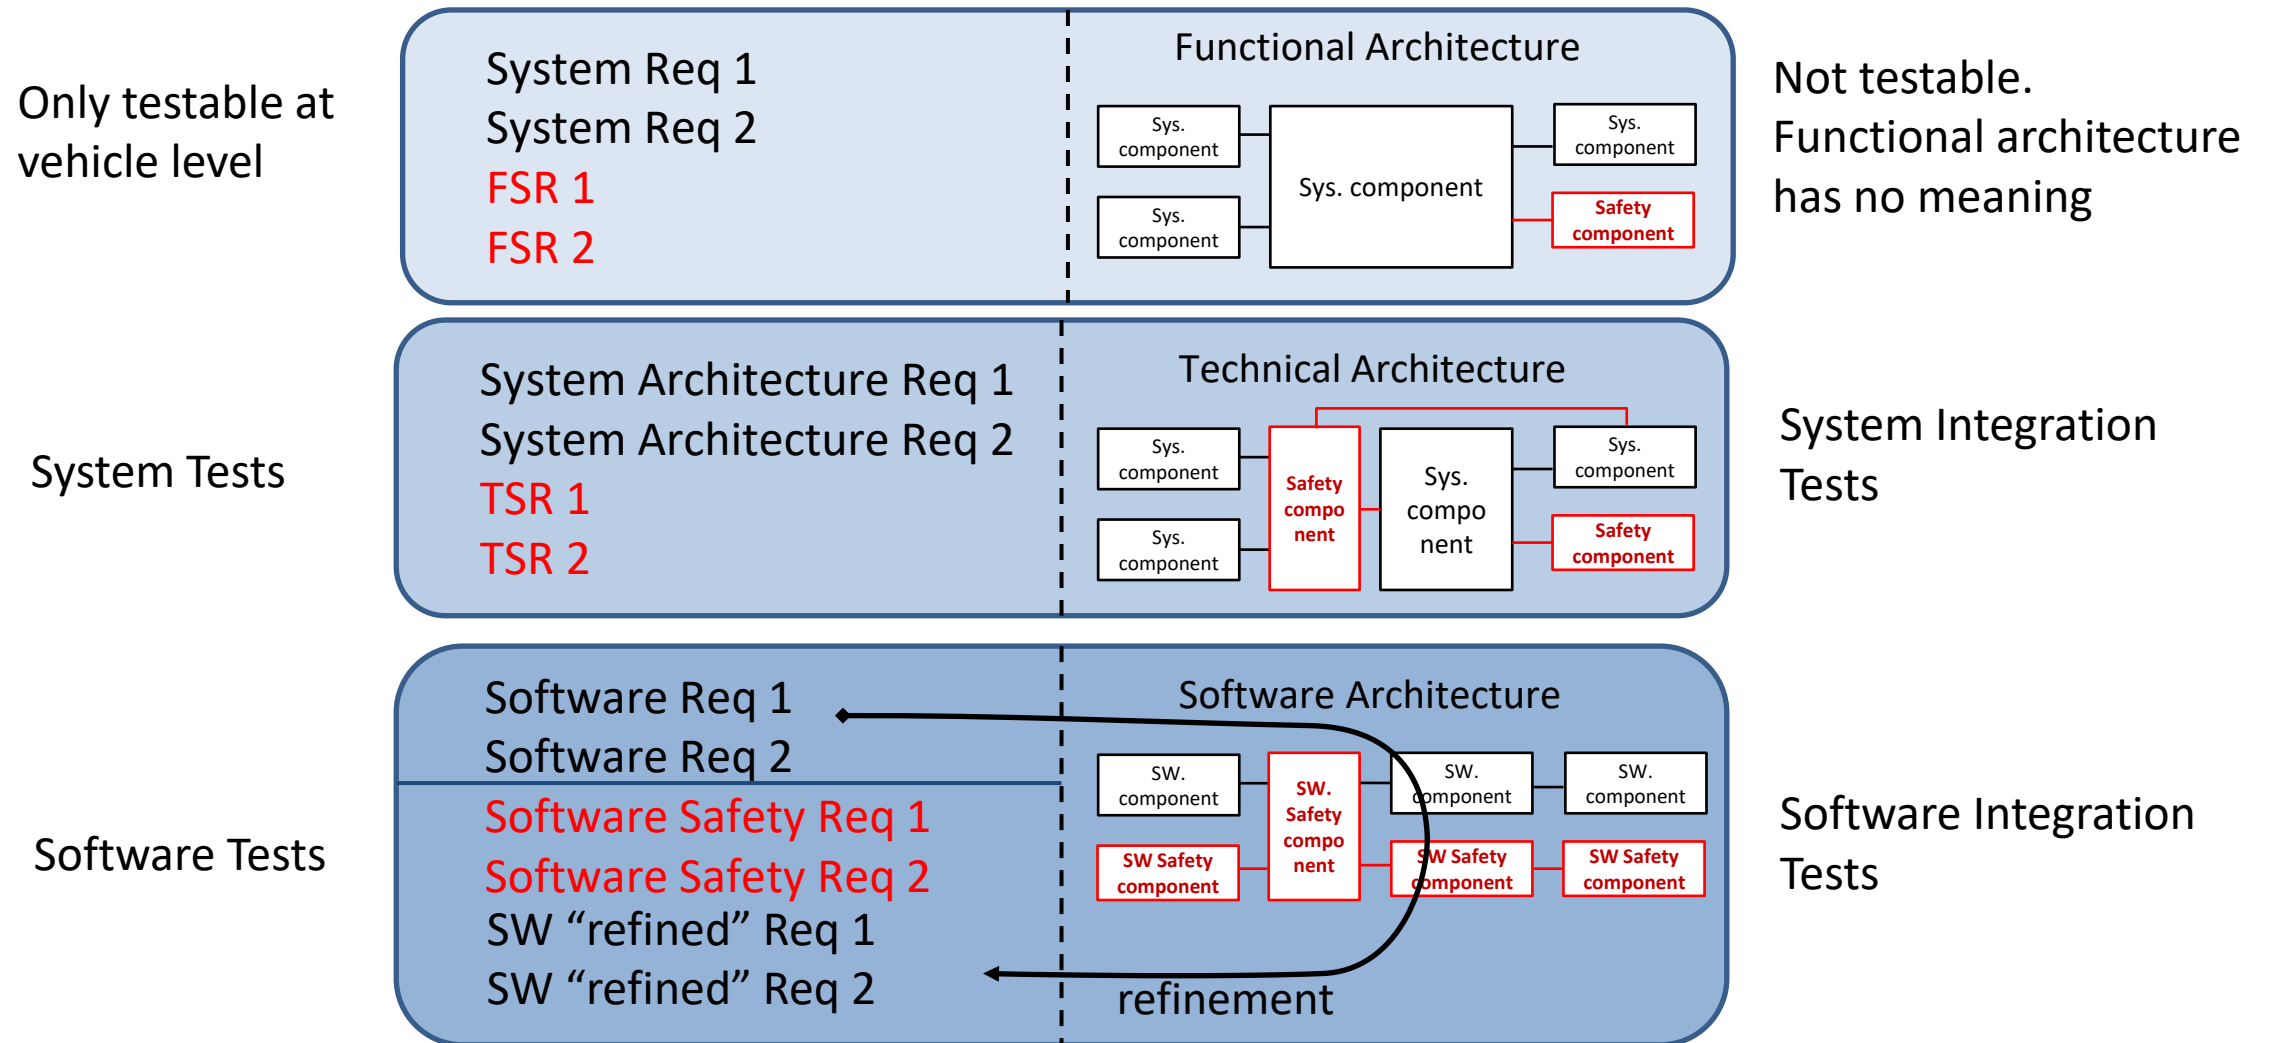 Only testable at
vehicle level
System Req 1
System Req 2
FSR 1
FSR 2
Functional Architecture
Sys.
component
Sys.
component
Sys. component
Sys.
component
Safety
component
Not testable.
Functional architecture
has no meaning
System Tests
System Architecture Req 1
System Architecture Req 2
TSR 1
TSR 2
Technical Architecture
Sys.
component
Sys.
component
Safety
compo
nent
Sys.
compo
nent
Sys.
component
Safety
component
System Integration
Tests
Software Tests
Software Req 1
Software Req 2
Software Safety Req 1
Software Safety Req 2
SW “refined” Req 1
SW “refined” Req 2
Software Architecture
SW.
component
SW Safety
component
SW.
Safety
compo
nent
SW.
component
SW.
component
SW Safety
component
SW Safety
component
refinement
Software Integration
Tests